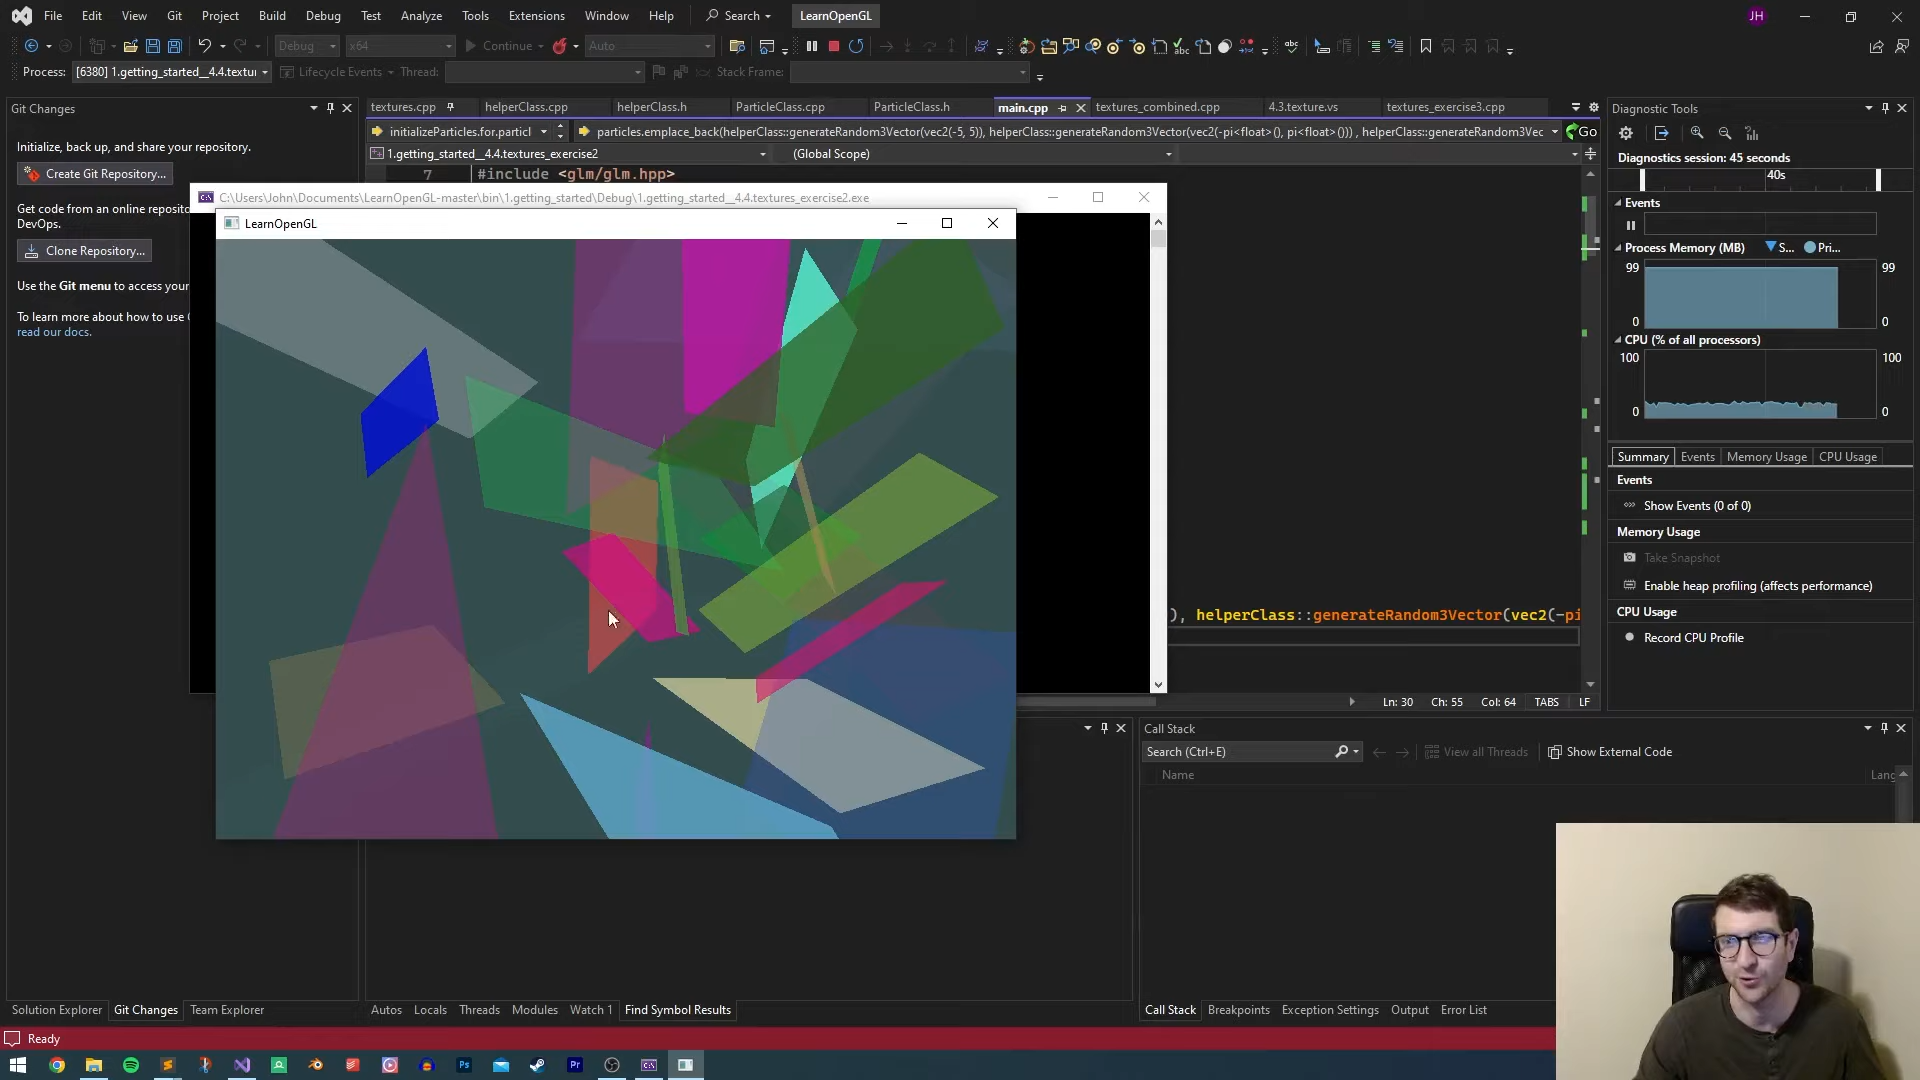 File Edit View Git Project Build Debug Test Analyze Tools Extensions Window Help Search LearnOpenGL JH
Debug x64 Continue Auto
Process: [6380] 1.getting_started__4.4.textu Lifecycle Events Thread: Stack Frame:
Git Changes
Initialize, back up, and share your repository.
Create Git Repository...
Get code from an online reposito
DevOps.
Clone Repository...
Use the Git menu to access your
To learn more about how to use
read our docs.
textures.cpp helperClass.cpp helperClass.h ParticleClass.cpp ParticleClass.h main.cpp textures_combined.cpp 4.3.texture.vs textures_exercise3.cpp
initializeParticles.for.particl particles.emplace_back(helperClass::generateRandom3Vector(vec2(-5, 5)), helperClass::generateRandom3Vector(vec2(-pi<float>(), pi<float>())) , helperClass::generateRandom3Vec Go
1.getting_started__4.4.textures_exercise2 (Global Scope)
7 #include <glm/glm.hpp>
C:\Users\John\Documents\LearnOpenGL-master\bin\1.getting_started\Debug\1.getting_started__4.4.textures_exercise2.exe
LearnOpenGL
), helperClass::generateRandom3Vector(vec2(-pi
Ln: 30 Ch: 55 Col: 64 TABS LF
Diagnostic Tools
Diagnostics session: 45 seconds
40s
Events
Process Memory (MB) S... Pri...
99 99
0 0
CPU (% of all processors)
100 100
0 0
Summary Events Memory Usage CPU Usage
Events
Show Events (0 of 0)
Memory Usage
Take Snapshot
Enable heap profiling (affects performance)
CPU Usage
Record CPU Profile
Call Stack
Search (Ctrl+E) View all Threads Show External Code
Name Lang
Solution Explorer Git Changes Team Explorer
Autos Locals Threads Modules Watch 1 Find Symbol Results
Call Stack Breakpoints Exception Settings Output Error List
Ready
Ps Pr